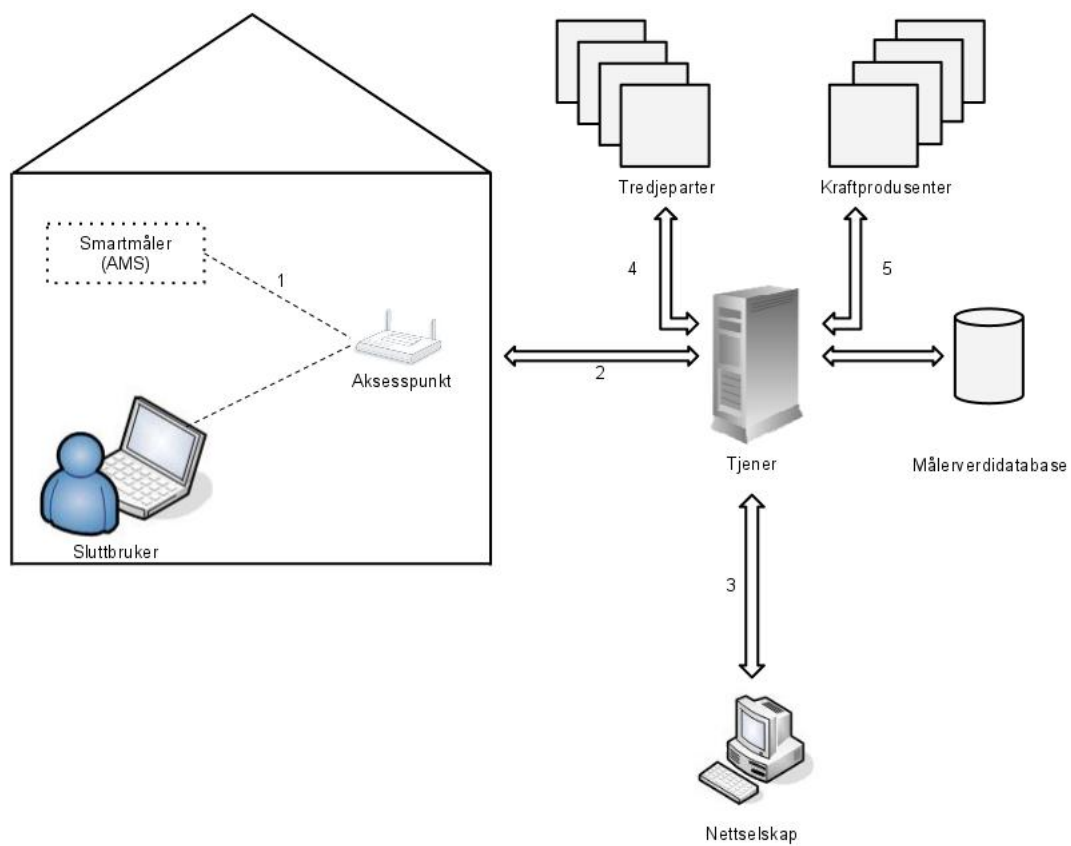 Tredjeparter
Kraftprodusenter
Smartmåler
(AMS)
1
4
5
Aksesspunkt
2
Tjener
Målerverdidatabase
Sluttbruker
3
Nettselskap